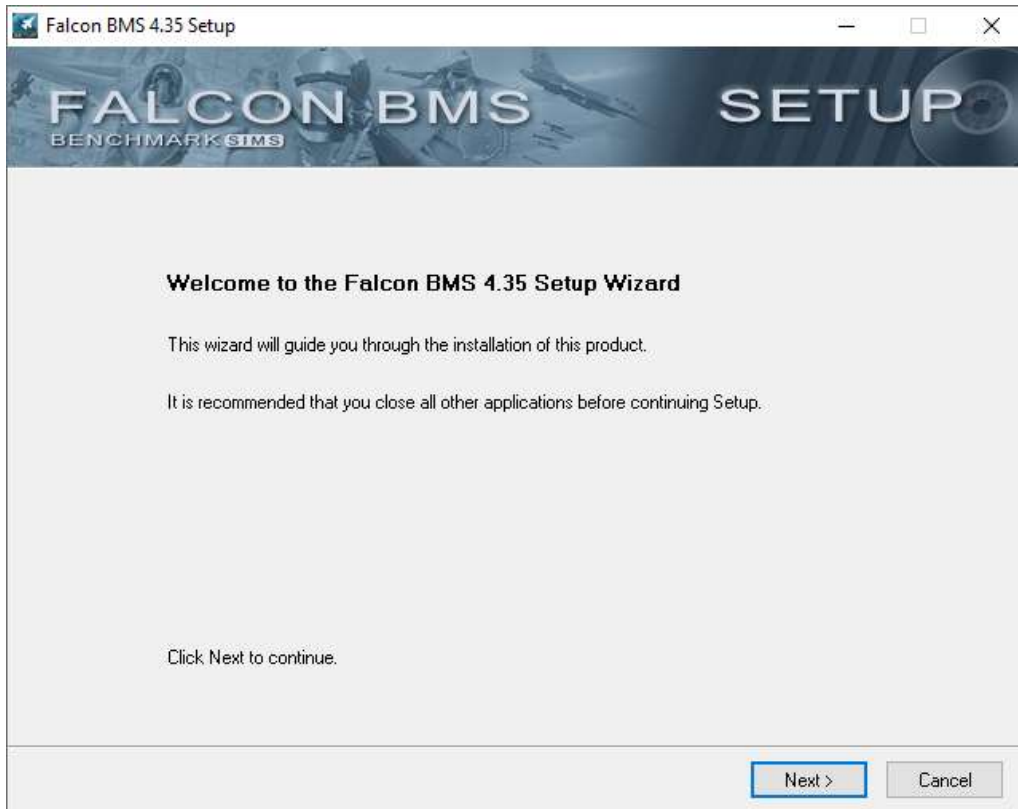 Falcon BMS 4.35 Setup
FALCON BMS SETUP
BENCHMARK SIMS
Welcome to the Falcon BMS 4.35 Setup Wizard
This wizard will guide you through the installation of this product.
It is recommended that you close all other applications before continuing Setup.
Click Next to continue.
Next > Cancel